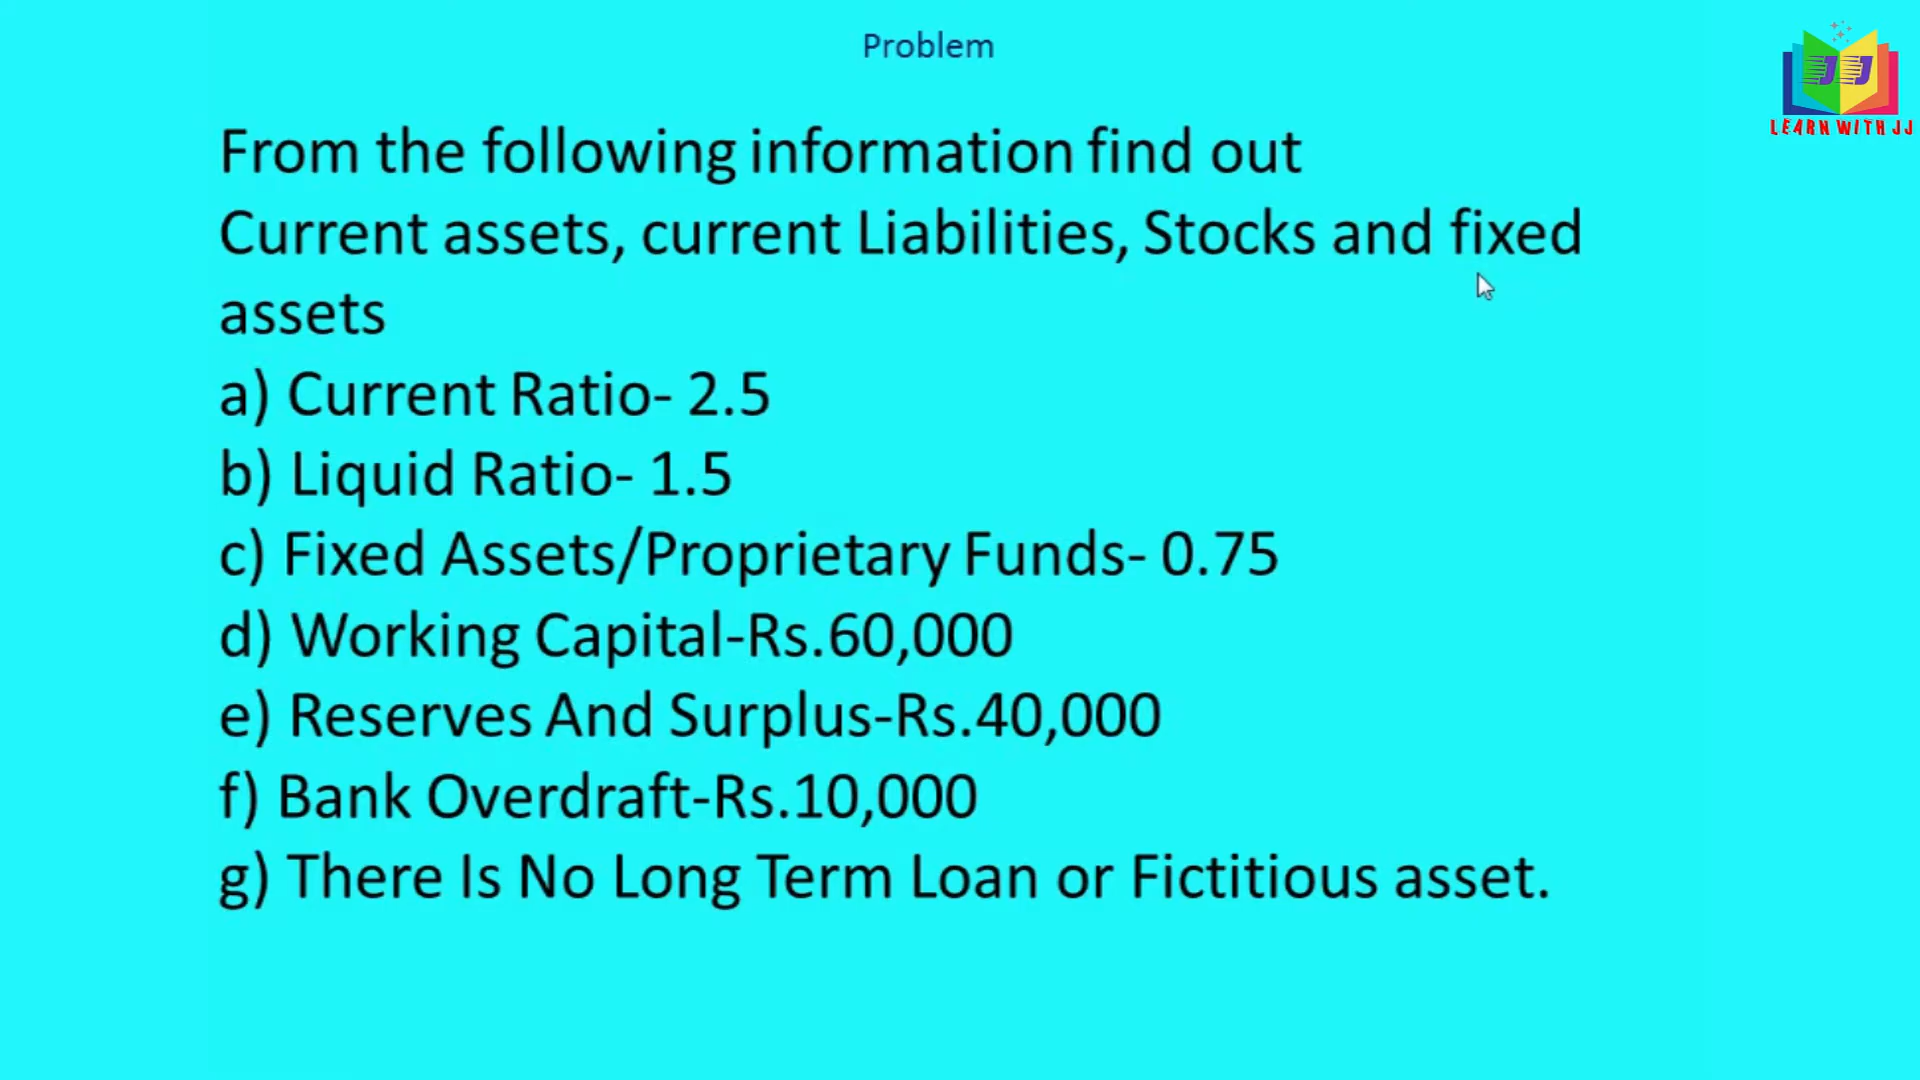 Problem
JJ
LEARN WITH JJ
From the following information find out
Current assets, current Liabilities, Stocks and fixed
assets
a) Current Ratio- 2.5
b) Liquid Ratio- 1.5
c) Fixed Assets/Proprietary Funds- 0.75
d) Working Capital-Rs.60,000
e) Reserves And Surplus-Rs.40,000
f) Bank Overdraft-Rs.10,000
g) There Is No Long Term Loan or Fictitious asset.